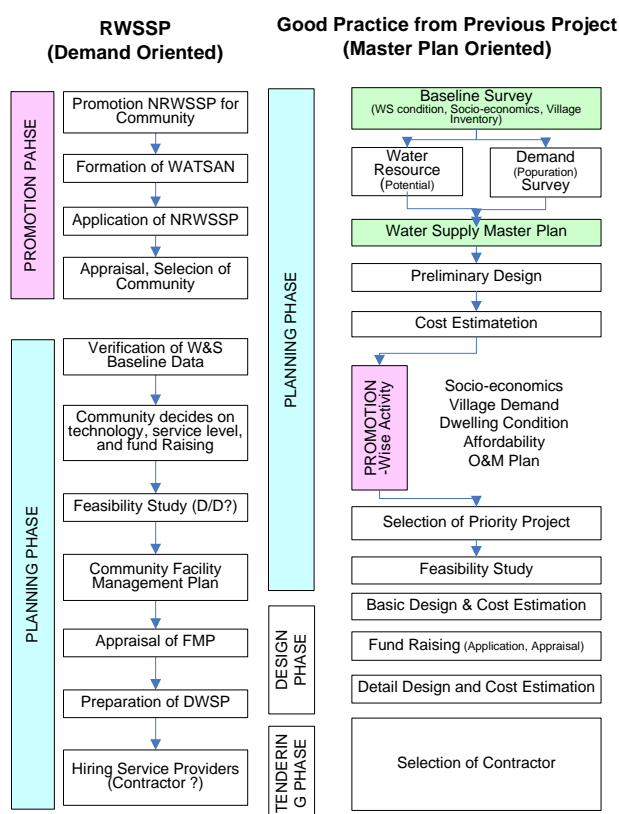 RWSSP
(Demand Oriented)
PROMOTION PAHSE
Promotion NRWSSP for
Community
Formation of WATSAN
Application of NRWSSP
Appraisal, Selecion of
Community
PLANNING PHASE
Verification of W&S
Baseline Data
Community decides on
technology, service level,
and fund Raising
Feasibility Study (D/D?)
Community Facility
Management Plan
Appraisal of FMP
Preparation of DWSP
Hiring Service Providers
(Contractor ?)
Good Practice from Previous Project
(Master Plan Oriented)
PLANNING PHASE
Baseline Survey
(WS condition, Socio-economics, Village
Inventory)
Water
Resource
(Potential)
Demand
(Popuration)
Survey
Water Supply Master Plan
Preliminary Design
Cost Estimatetion
PROMOTION
-Wise Activity
Socio-economics
Village Demand
Dwelling Condition
Affordability
O&M Plan
Selection of Priority Project
Feasibility Study
DESIGN
PHASE
Basic Design & Cost Estimation
Fund Raising (Application, Appraisal)
Detail Design and Cost Estimation
TENDERIN
G PHASE
Selection of Contractor